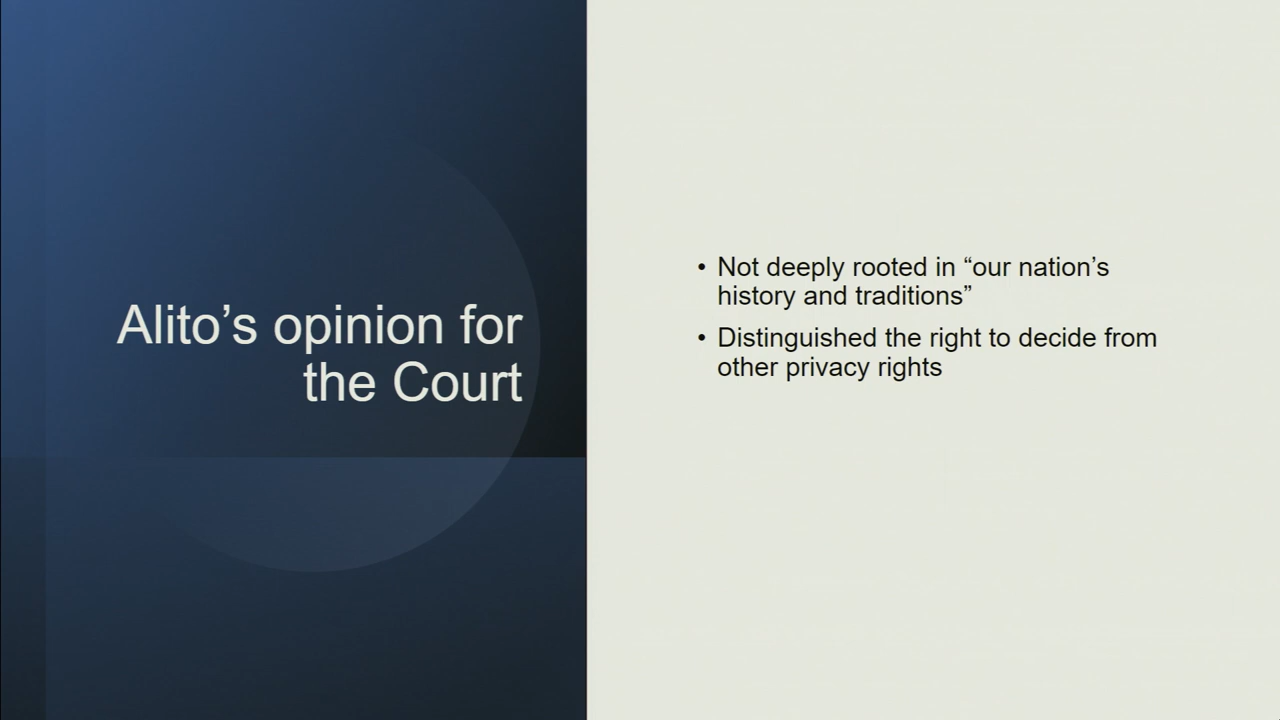 Alito’s opinion for
the Court
• Not deeply rooted in “our nation’s
history and traditions”
• Distinguished the right to decide from
other privacy rights